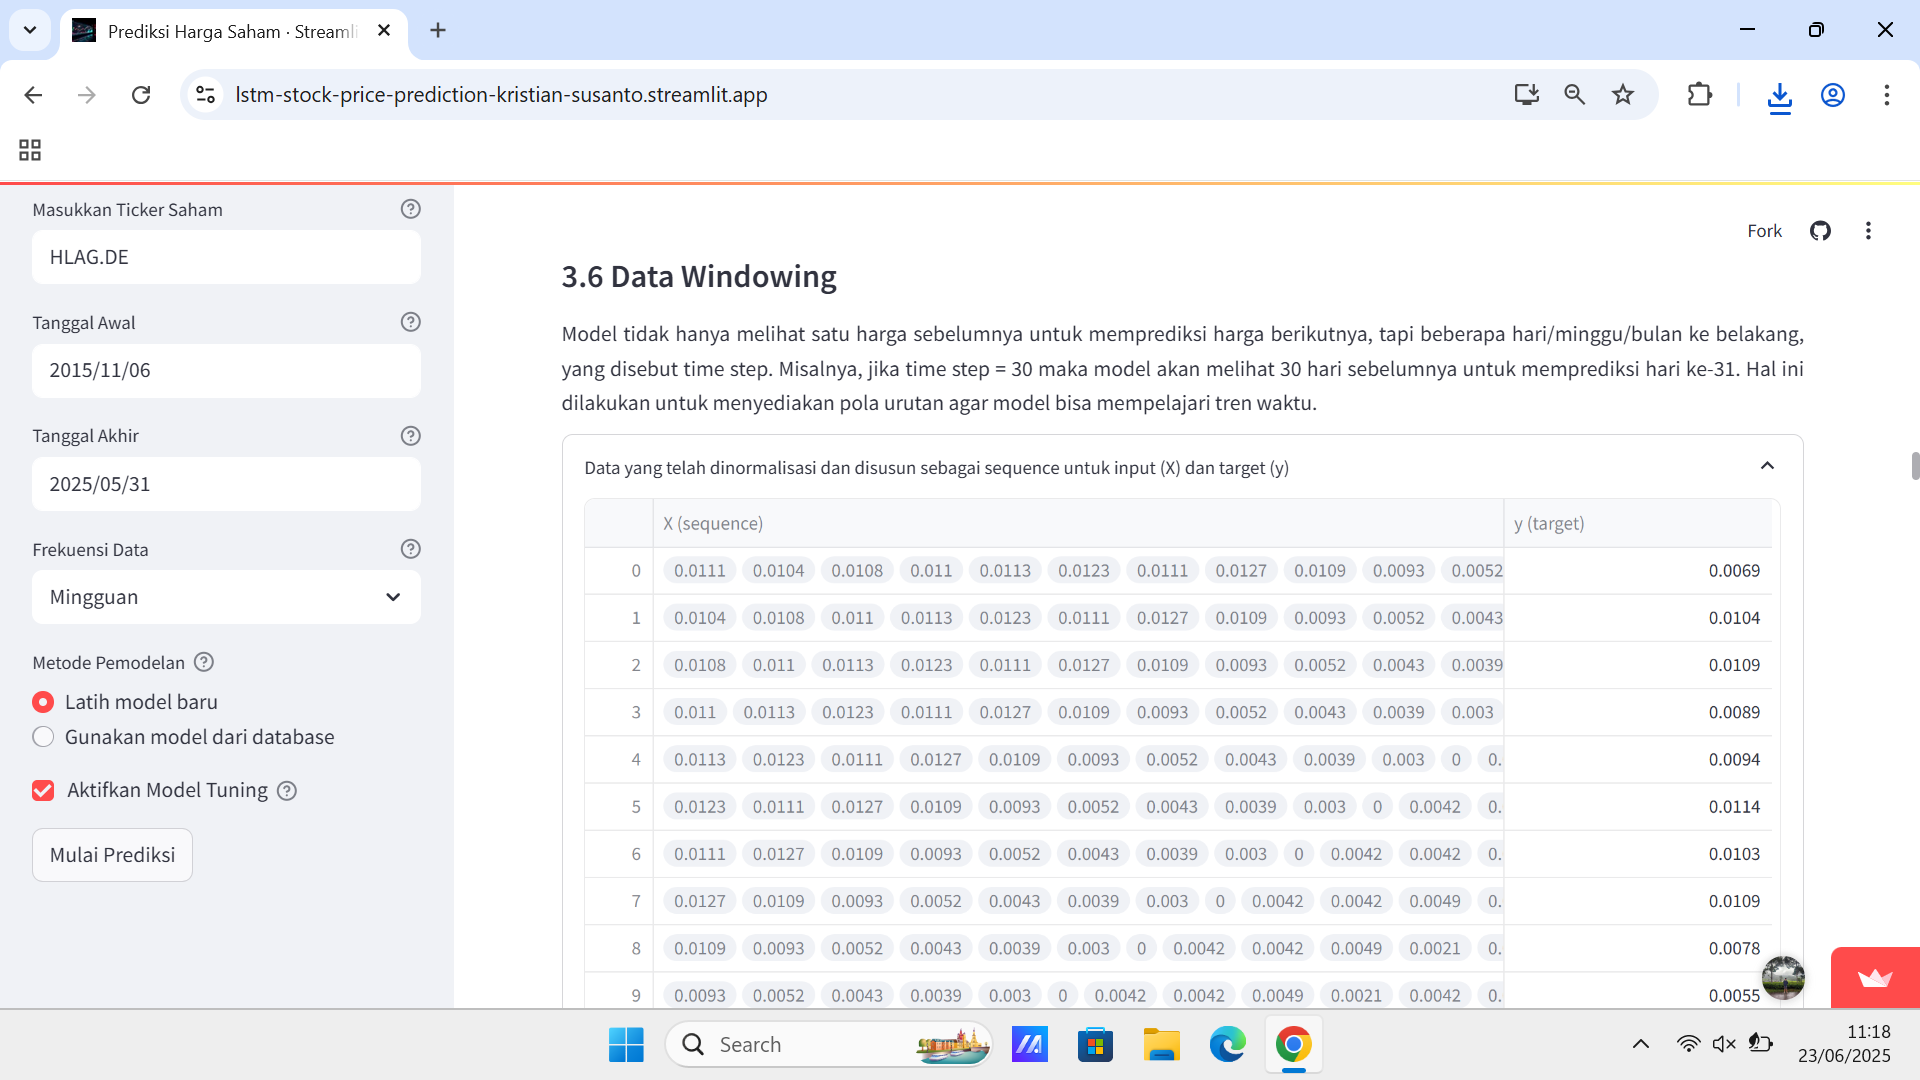 Prediksi Harga Saham · Streamli
lstm-stock-price-prediction-kristian-susanto.streamlit.app
Masukkan Ticker Saham
HLAG.DE
Tanggal Awal
2015/11/06
Tanggal Akhir
2025/05/31
Frekuensi Data
Mingguan
Metode Pemodelan
Latih model baru
Gunakan model dari database
Aktifkan Model Tuning
Mulai Prediksi
Fork
3.6 Data Windowing
Model tidak hanya melihat satu harga sebelumnya untuk memprediksi harga berikutnya, tapi beberapa hari/minggu/bulan ke belakang,
yang disebut time step. Misalnya, jika time step = 30 maka model akan melihat 30 hari sebelumnya untuk memprediksi hari ke-31. Hal ini
dilakukan untuk menyediakan pola urutan agar model bisa mempelajari tren waktu.
Data yang telah dinormalisasi dan disusun sebagai sequence untuk input (X) dan target (y)
X (sequence) y (target)
0 0.0111 0.0104 0.0108 0.011 0.0113 0.0123 0.0111 0.0127 0.0109 0.0093 0.0052 0.0069
1 0.0104 0.0108 0.011 0.0113 0.0123 0.0111 0.0127 0.0109 0.0093 0.0052 0.0043 0.0104
2 0.0108 0.011 0.0113 0.0123 0.0111 0.0127 0.0109 0.0093 0.0052 0.0043 0.0039 0.0109
3 0.011 0.0113 0.0123 0.0111 0.0127 0.0109 0.0093 0.0052 0.0043 0.0039 0.003 0.0089
4 0.0113 0.0123 0.0111 0.0127 0.0109 0.0093 0.0052 0.0043 0.0039 0.003 0 0. 0.0094
5 0.0123 0.0111 0.0127 0.0109 0.0093 0.0052 0.0043 0.0039 0.003 0 0.0042 0. 0.0114
6 0.0111 0.0127 0.0109 0.0093 0.0052 0.0043 0.0039 0.003 0 0.0042 0.0042 0. 0.0103
7 0.0127 0.0109 0.0093 0.0052 0.0043 0.0039 0.003 0 0.0042 0.0042 0.0049 0. 0.0109
8 0.0109 0.0093 0.0052 0.0043 0.0039 0.003 0 0.0042 0.0042 0.0049 0.0021 0. 0.0078
9 0.0093 0.0052 0.0043 0.0039 0.003 0 0.0042 0.0042 0.0049 0.0021 0.0042 0. 0.0055
Search
11:18
23/06/2025